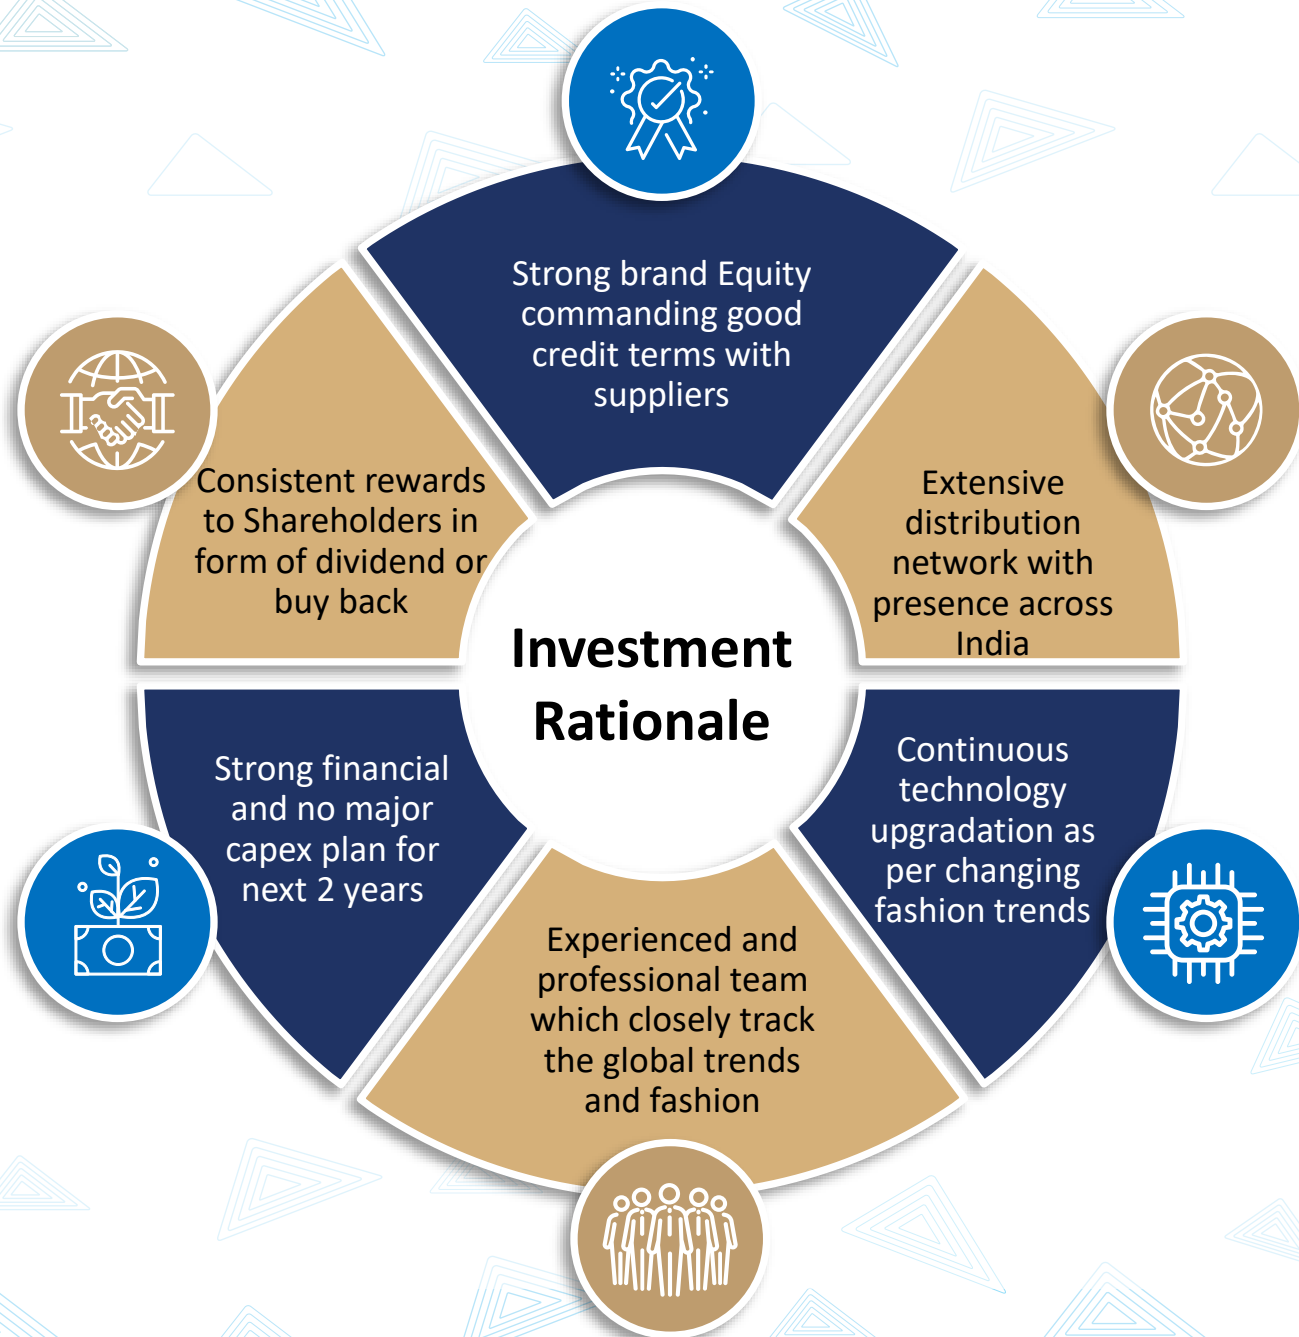 Strong brand Equity
commanding good
credit terms with
suppliers
Extensive
distribution
network with
presence across
India
Continuous
technology
upgradation as
per changing
fashion trends
Experienced and
professional team
which closely track
the global trends
and fashion
Strong financial
and no major
capex plan for
next 2 years
Consistent rewards
to Shareholders in
form of dividend or
buy back
Investment
Rationale